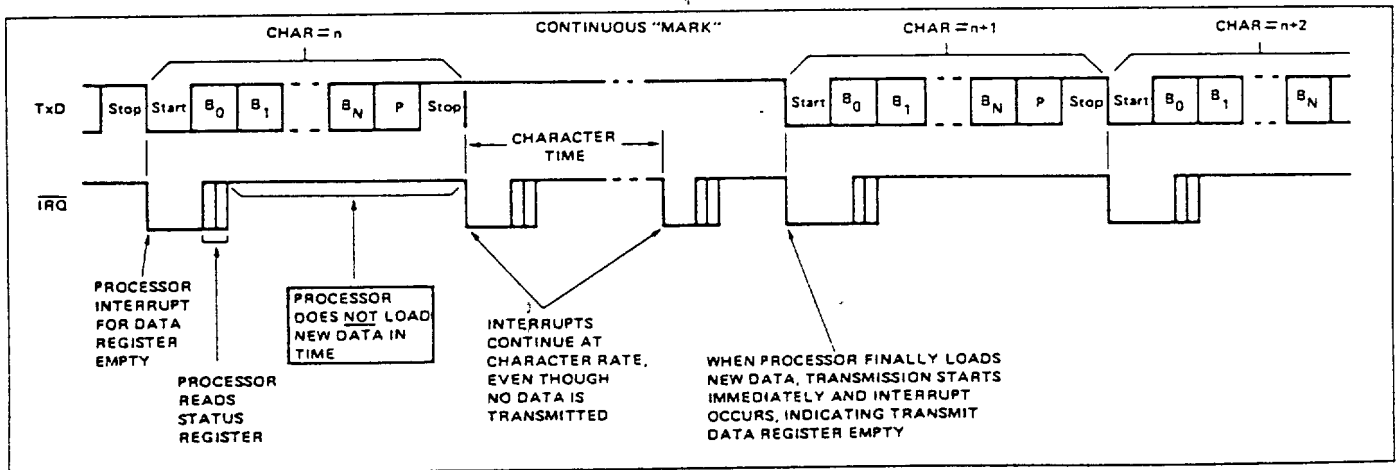 CHAR = n
CONTINUOUS "MARK"
CHAR = n+1
CHAR = n+2
TxD
Stop Start B0 B1 BN P Stop
Start B0 B1 BN P Stop Start B0 B1 BN
CHARACTER
TIME
IRQ
PROCESSOR
INTERRUPT
FOR DATA
REGISTER
EMPTY
PROCESSOR
READS
STATUS
REGISTER
PROCESSOR
DOES NOT LOAD
NEW DATA IN
TIME
INTERRUPTS
CONTINUE AT
CHARACTER RATE,
EVEN THOUGH
NO DATA IS
TRANSMITTED
WHEN PROCESSOR FINALLY LOADS
NEW DATA, TRANSMISSION STARTS
IMMEDIATELY AND INTERRUPT
OCCURS, INDICATING TRANSMIT
DATA REGISTER EMPTY